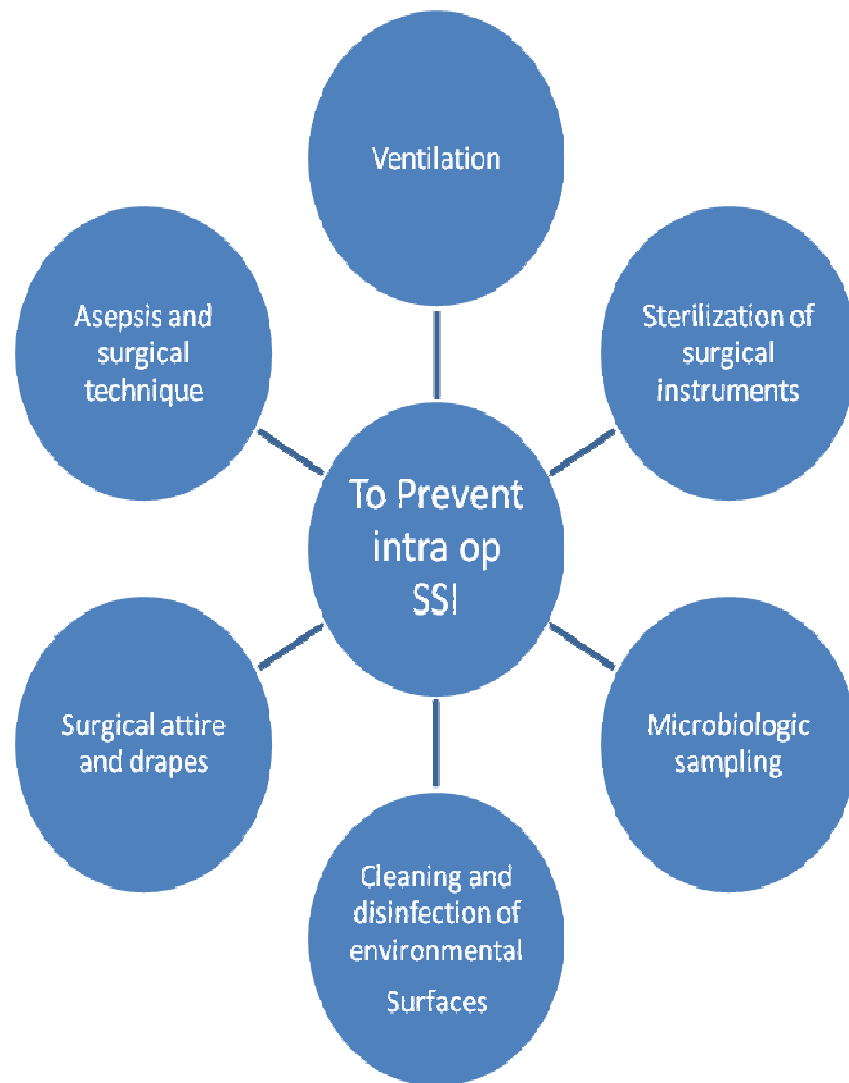 Ventilation
Sterilization of
surgical
instruments
Microbiologic
sampling
Cleaning and
disinfection of
environmental
Surfaces
Surgical attire
and drapes
Asepsis and
surgical
technique
To Prevent
intra op
SSI